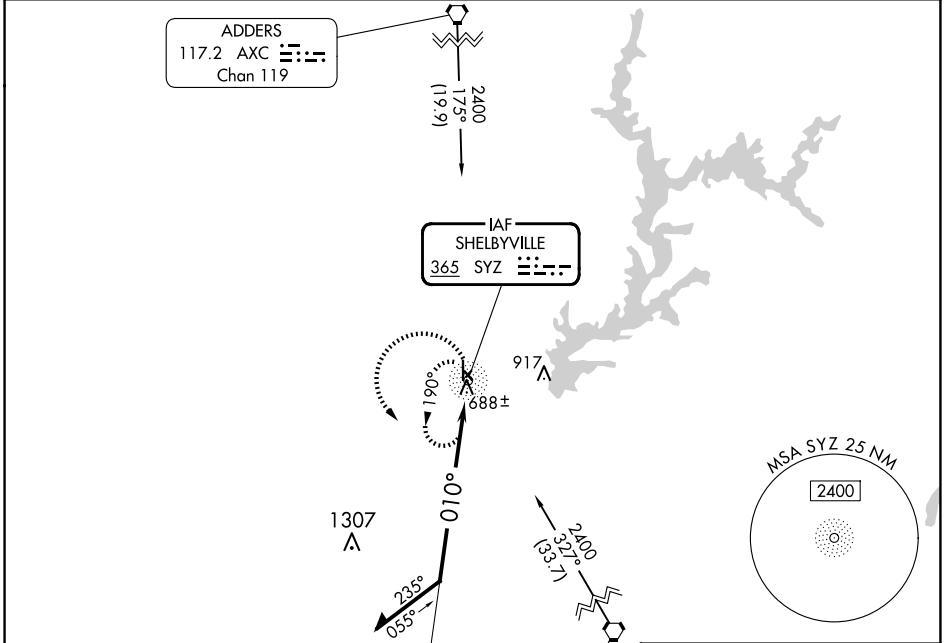 ADDERS
117.2 AXC
Chan 119
2400
175°
(19.9)
IAF
SHELBYVILLE
365 SYZ
917
190°
688±
010°
1307
235°
055°
2400
327°
(33.7)
MSA SYZ 25 NM
2400